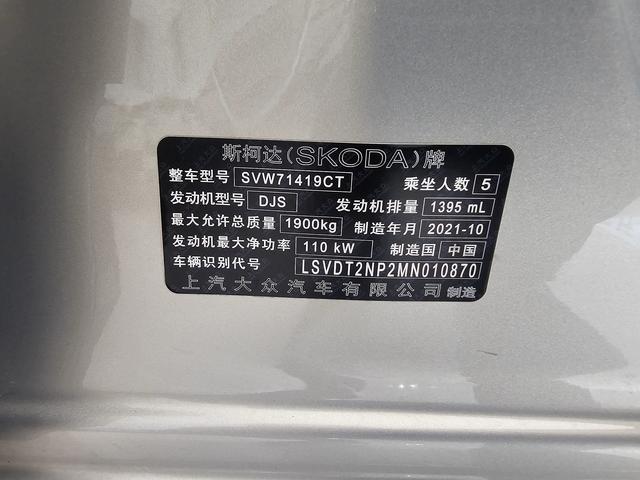 斯柯达(SKODA)牌
整车型号 SVW71419CT 乘坐人数 5
发动机型号 DJS 发动机排量 1395 mL
最大允许总质量 1900kg 制造年月 2021-10
发动机最大净功率 110 kW 制造国 中国
车辆识别代号 LSVDT2NP2MN010870
上汽大众汽车有限公司 制造